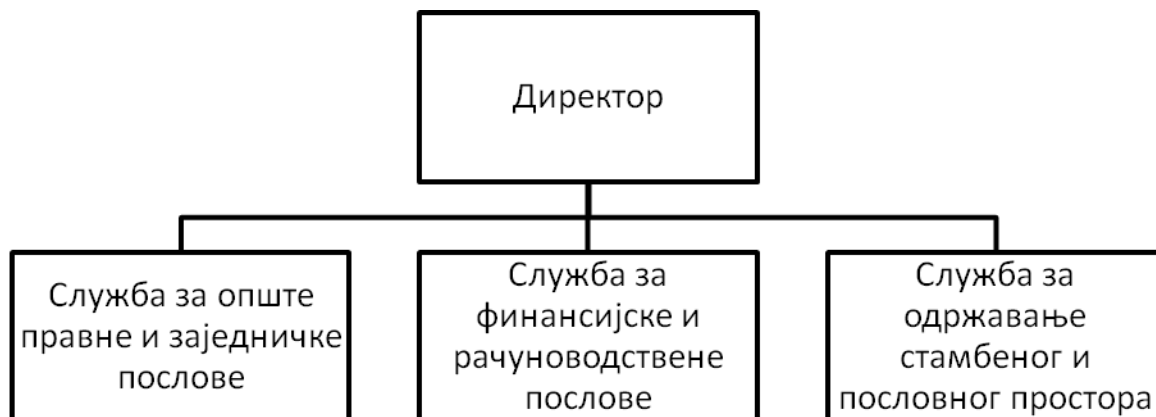 Директор
Служба за опште
правне и заједничке
послове
Служба за
финансијске и
рачуноводствене
послове
Служба за
одржавање
стамбеног и
пословног простора